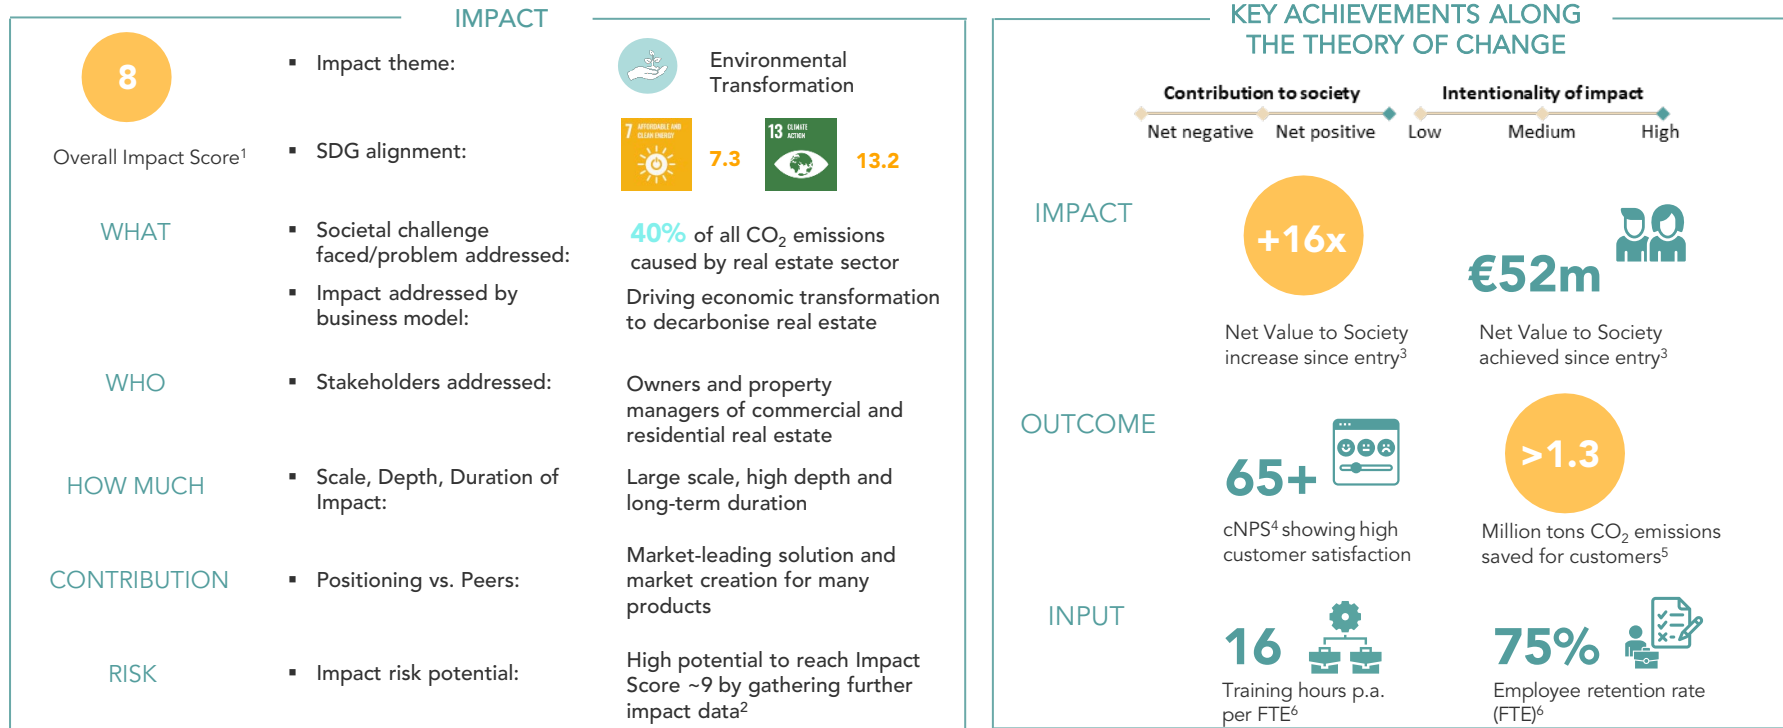 IMPACT
8
Overall Impact Score¹
▪ Impact theme:
Environmental
Transformation
▪ SDG alignment:
7 AFFORDABLE AND
CLEAN ENERGY
7.3
13 CLIMATE
ACTION
13.2
WHAT
▪ Societal challenge
faced/problem addressed:
40% of all CO₂ emissions
caused by real estate sector
▪ Impact addressed by
business model:
Driving economic transformation
to decarbonise real estate
WHO
▪ Stakeholders addressed:
Owners and property
managers of commercial and
residential real estate
HOW MUCH
▪ Scale, Depth, Duration of
Impact:
Large scale, high depth and
long-term duration
CONTRIBUTION
▪ Positioning vs. Peers:
Market-leading solution and
market creation for many
products
RISK
▪ Impact risk potential:
High potential to reach Impact
Score ~9 by gathering further
impact data²
KEY ACHIEVEMENTS ALONG
THE THEORY OF CHANGE
Contribution to society
Net negative Net positive
Intentionality of impact
Low Medium High
IMPACT
+16x
Net Value to Society
increase since entry³
€52m
Net Value to Society
achieved since entry³
OUTCOME
65+
cNPS⁴ showing high
customer satisfaction
>1.3
Million tons CO₂ emissions
saved for customers⁵
INPUT
16
Training hours p.a.
per FTE⁶
75%
Employee retention rate
(FTE)⁶